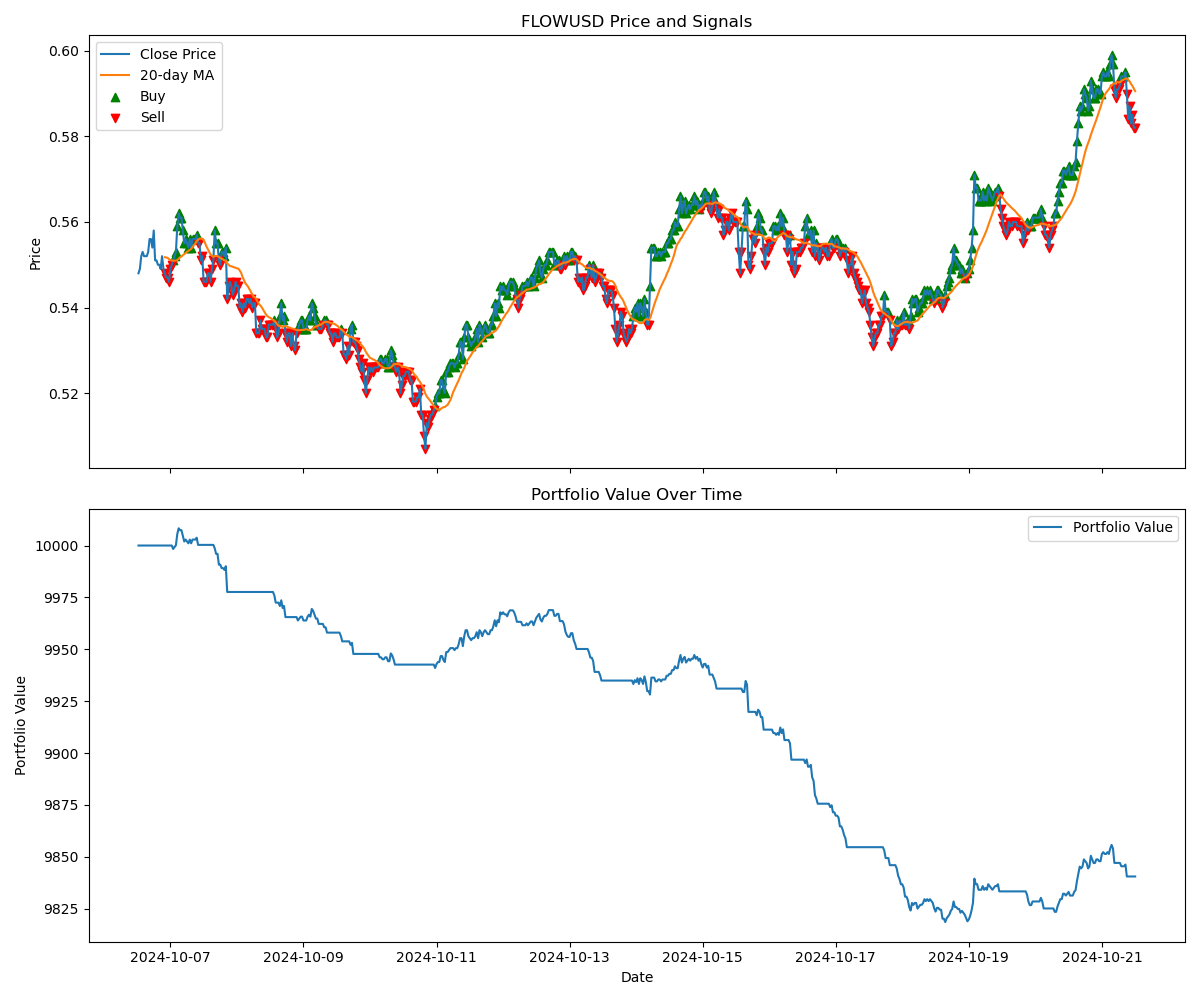 FLOWUSD Price and Signals
Close Price
20-day MA
Buy
Sell
0.60
0.58
0.56
0.54
0.52
Price
Portfolio Value Over Time
Portfolio Value
10000
9975
9950
9925
9900
9875
9850
9825
Portfolio Value
2024-10-07 2024-10-09 2024-10-11 2024-10-13 2024-10-15 2024-10-17 2024-10-19 2024-10-21
Date